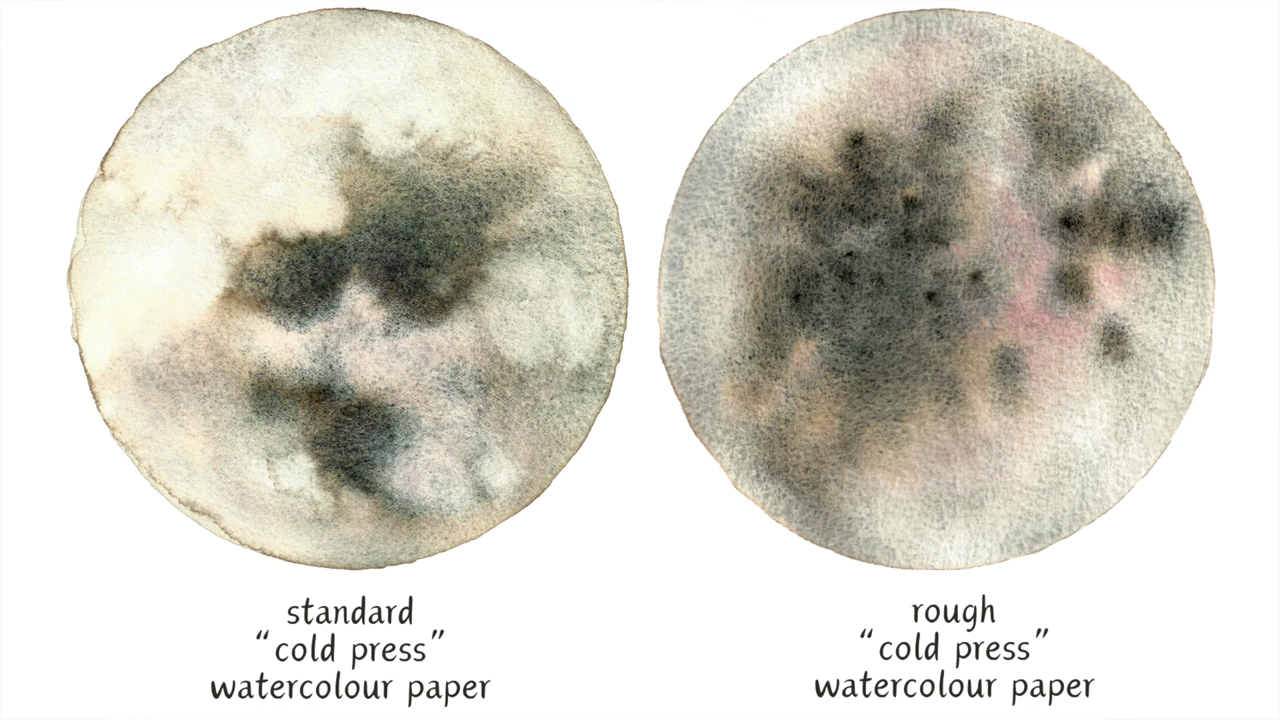 standard
“cold press”
watercolour paper
rough
“cold press”
watercolour paper